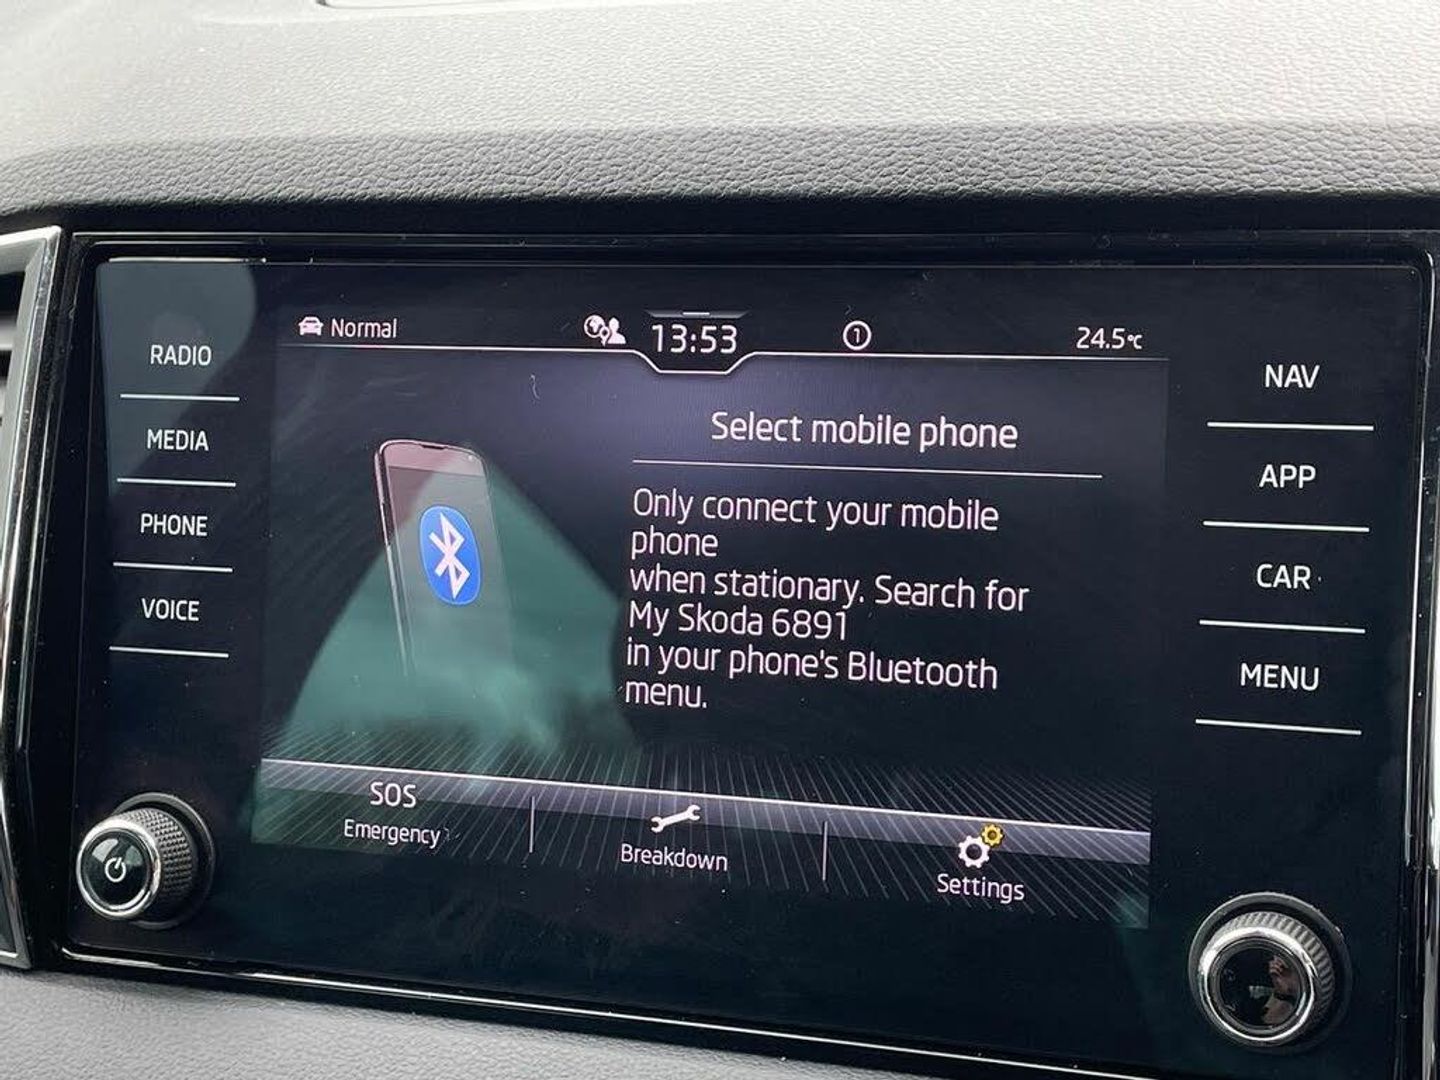 Normal
13:53
1
24.5°C
RADIO
MEDIA
PHONE
VOICE
Select mobile phone
Only connect your mobile
phone
when stationary. Search for
My Skoda 6891
in your phone's Bluetooth
menu.
NAV
APP
CAR
MENU
SOS
Emergency
Breakdown
Settings